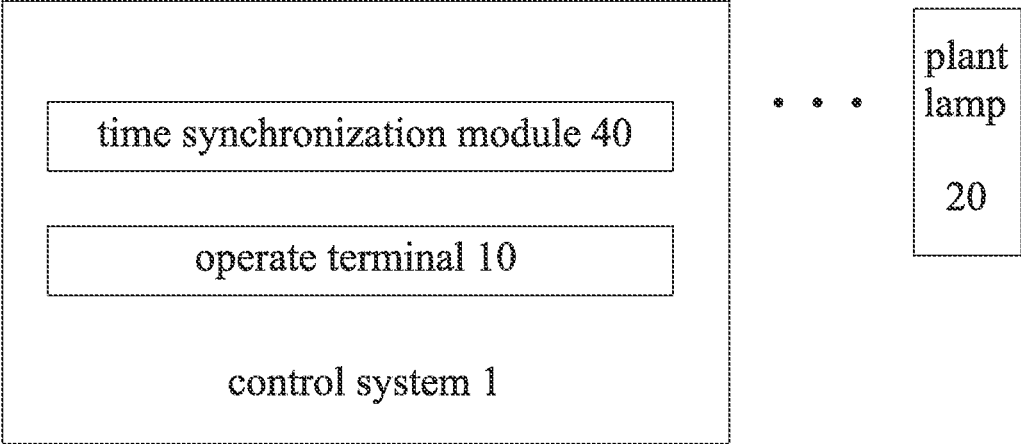 time synchronization module 40
operate terminal 10
control system 1
plant
lamp
20